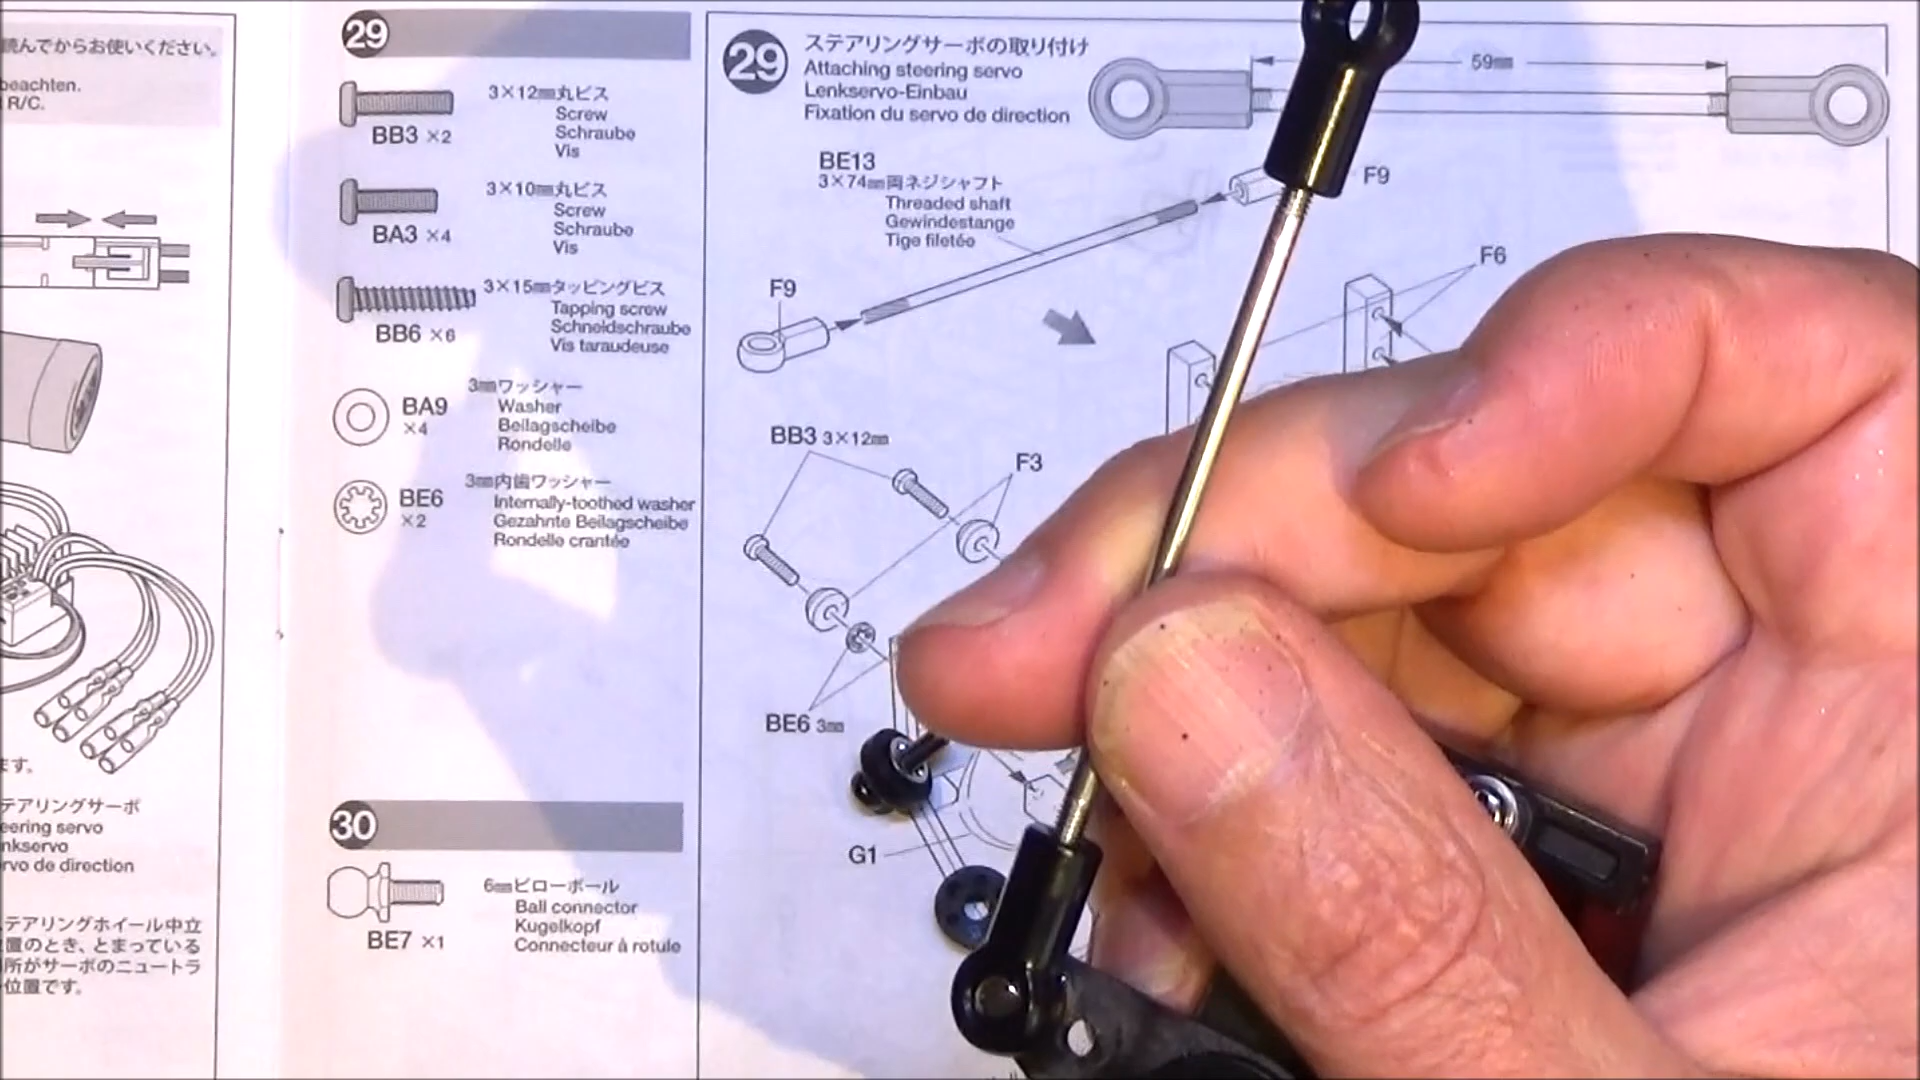 読んでからお使いください。
beachten.
R/C.
ます。
テアリングサーボ
eering servo
nkservo
rvo de direction
テアリングホイール中立
置のとき、とまっている
所がサーボのニュートラ
位置です。
29
3×12mm丸ビス
Screw
Schraube
Vis
BB3 ×2
3×10mm丸ビス
Screw
Schraube
Vis
BA3 ×4
3×15mmタッピングビス
Tapping screw
Schneidschraube
Vis taraudeuse
BB6 ×6
3mmワッシャー
Washer
Beilagscheibe
Rondelle
BA9
×4
3mm内歯ワッシャー
Internally-toothed washer
Gezahnte Beilagscheibe
Rondelle crantée
BE6
×2
30
6mmピローボール
Ball connector
Kugelkopf
Connecteur à rotule
BE7 ×1
29
ステアリングサーボの取り付け
Attaching steering servo
Lenkservo-Einbau
Fixation du servo de direction
59mm
BE13
3×74mm両ネジシャフト
Threaded shaft
Gewindestange
Tige filetée
F9
F9
F6
BB3 3×12mm
F3
BE6 3mm
G1